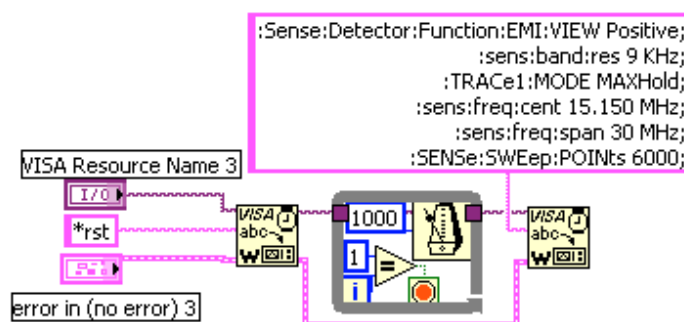 :Sense:Detector:Function:EMI:VIEW Positive;
:sens:band:res 9 KHz;
:TRACe1:MODE MAXHold;
:sens:freq:cent 15.150 MHz;
:sens:freq:span 30 MHz;
:SENSe:SWEep:POINts 6000;
VISA Resource Name 3
I/O
*rst
error in (no error) 3
VISA
abc
W
1000
1
=
i
VISA
abc
W